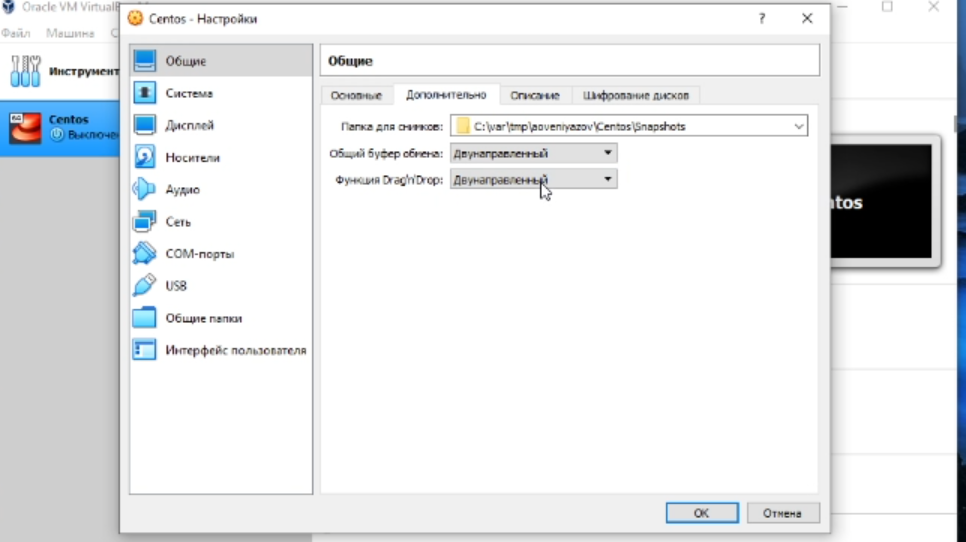 Oracle VM VirtualB
Centos - Настройки
?
Файл Машина С
Инструмент
Centos
Выключе
Общие
Система
Дисплей
Носители
Аудио
Сеть
COM-порты
USB
Общие папки
Интерфейс пользователя
Общие
Основные Дополнительно Описание Шифрование дисков
Папка для снимков: C:\var\tmp\aoveniyazov\Centos\Snapshots
Общий буфер обмена: Двунаправленный
Функция Drag'n'Drop: Двунаправленный
ntos
OK Отмена